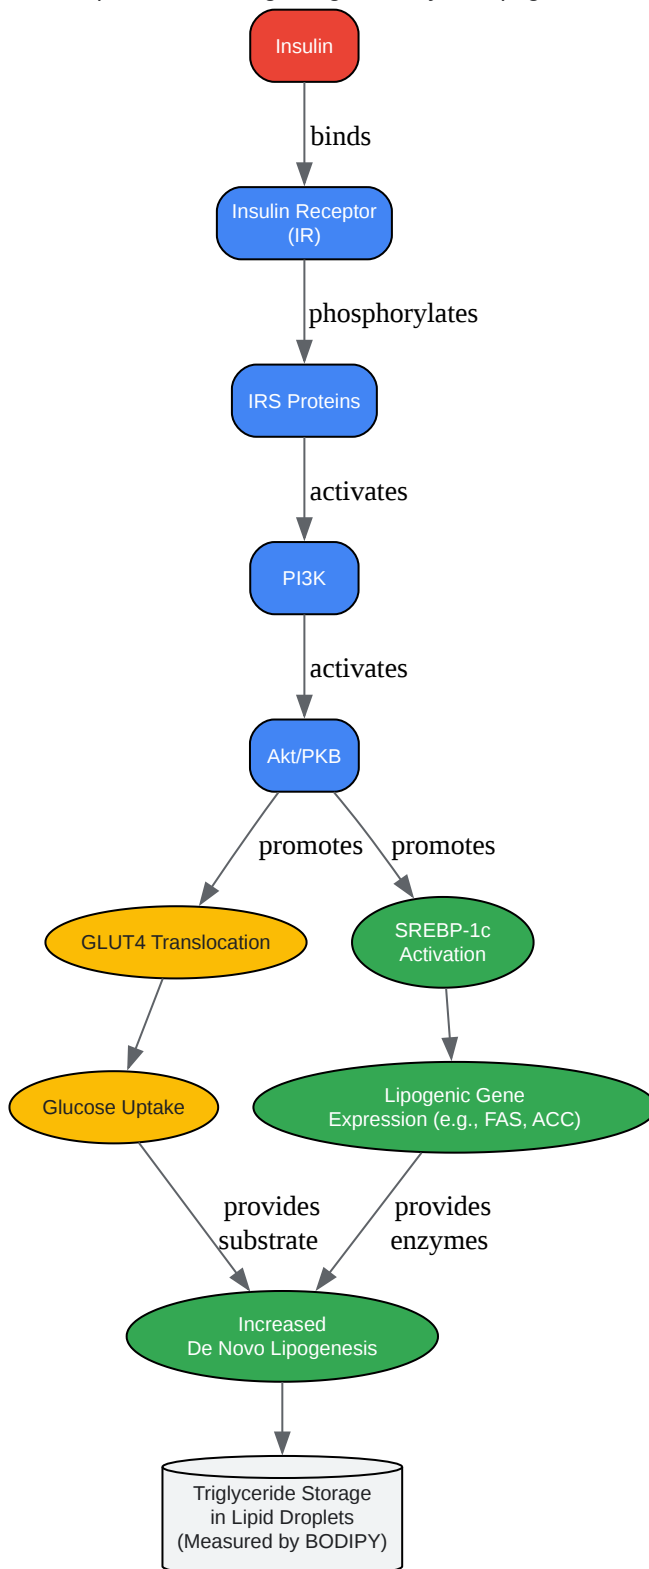 Insulin
binds
Insulin Receptor
(IR)
phosphorylates
IRS Proteins
activates
PI3K
activates
Akt/PKB
promotes
promotes
GLUT4 Translocation
SREBP-1c
Activation
Glucose Uptake
Lipogenic Gene
Expression (e.g., FAS, ACC)
provides
substrate
provides
enzymes
Increased
De Novo Lipogenesis
Triglyceride Storage
in Lipid Droplets
(Measured by BODIPY)